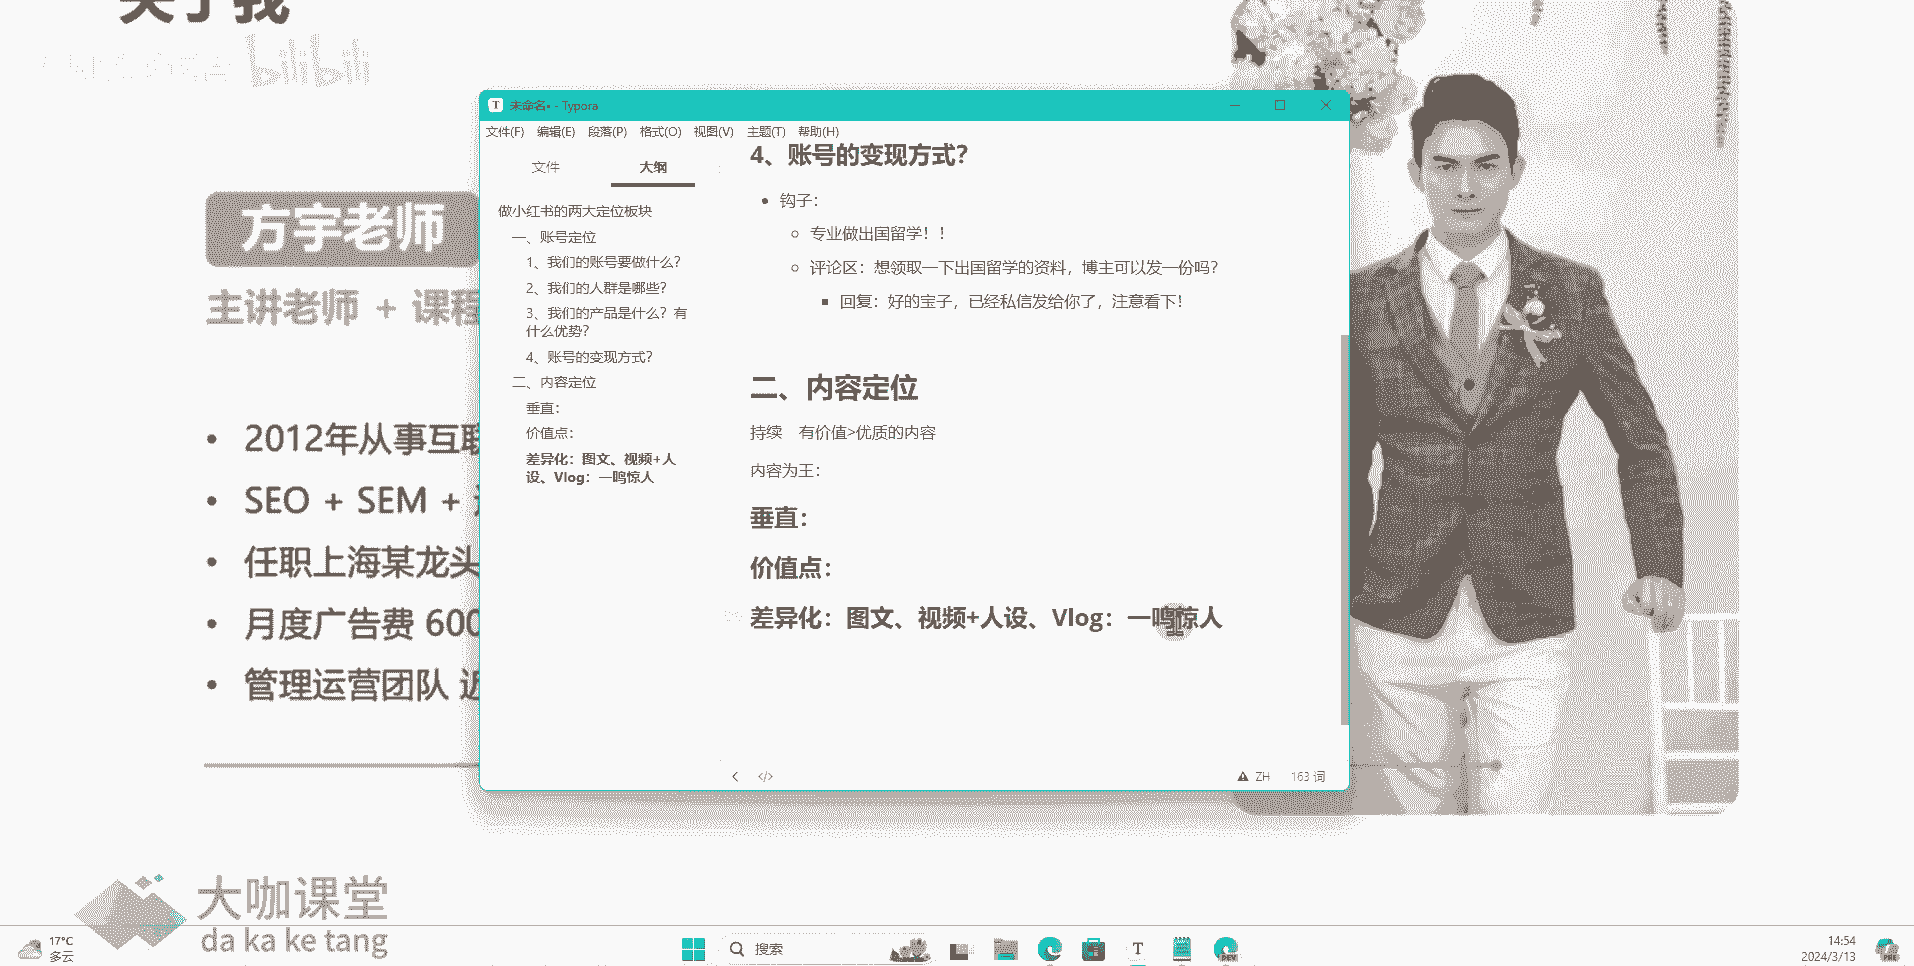 关于我
bilibili
未命名• - Typora
文件(F) 编辑(E) 段落(P) 格式(O) 视图(V) 主题(T) 帮助(H)
文件 大纲
做小红书的两大定位板块
一、账号定位
1、我们的账号要做什么？
2、我们的人群是哪些？
3、我们的产品是什么？有
什么优势？
4、账号的变现方式？
二、内容定位
垂直：
价值点：
差异化：图文、视频+人
设、Vlog：一鸣惊人
4、账号的变现方式？
钩子：
专业做出国留学！！
评论区：想领取一下出国留学的资料，博主可以发一份吗？
回复：好的宝子，已经私信发给你了，注意看下！
二、内容定位
持续 有价值>优质的内容
内容为王：
垂直：
价值点：
差异化：图文、视频+人设、Vlog：一鸣惊人
ZH 163 词
方宇老师
主讲老师 + 课程
2012年从事互联
SEO + SEM +
任职上海某龙头
月度广告费 600
管理运营团队 近
大咖课堂
da ka ke tang
17°C
多云
搜索
14:54
2024/3/13